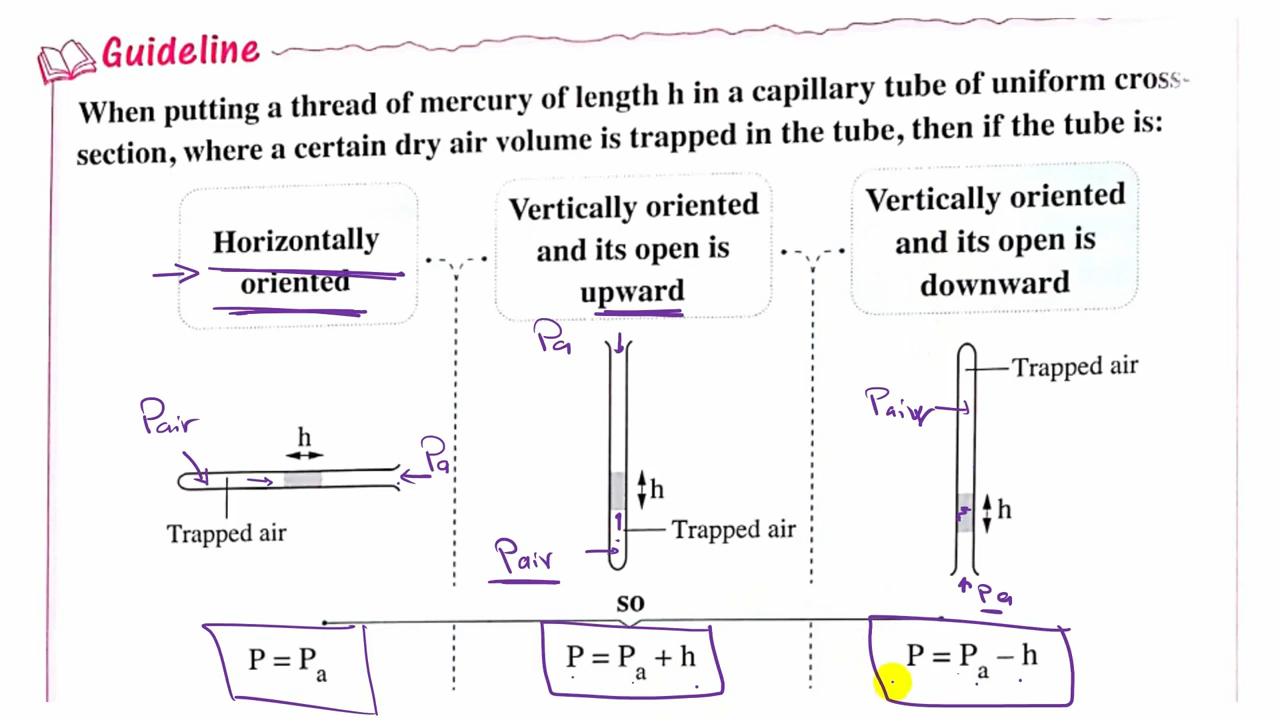 Guideline
When putting a thread of mercury of length h in a capillary tube of uniform cross-
section, where a certain dry air volume is trapped in the tube, then if the tube is:
Horizontally
oriented
Vertically oriented
and its open is
upward
Vertically oriented
and its open is
downward
Pair
h
Pa
Trapped air
Pa
h
Trapped air
Pair
Trapped air
Pair
h
Pa
so
P = Pa
P = Pa + h
P = Pa − h